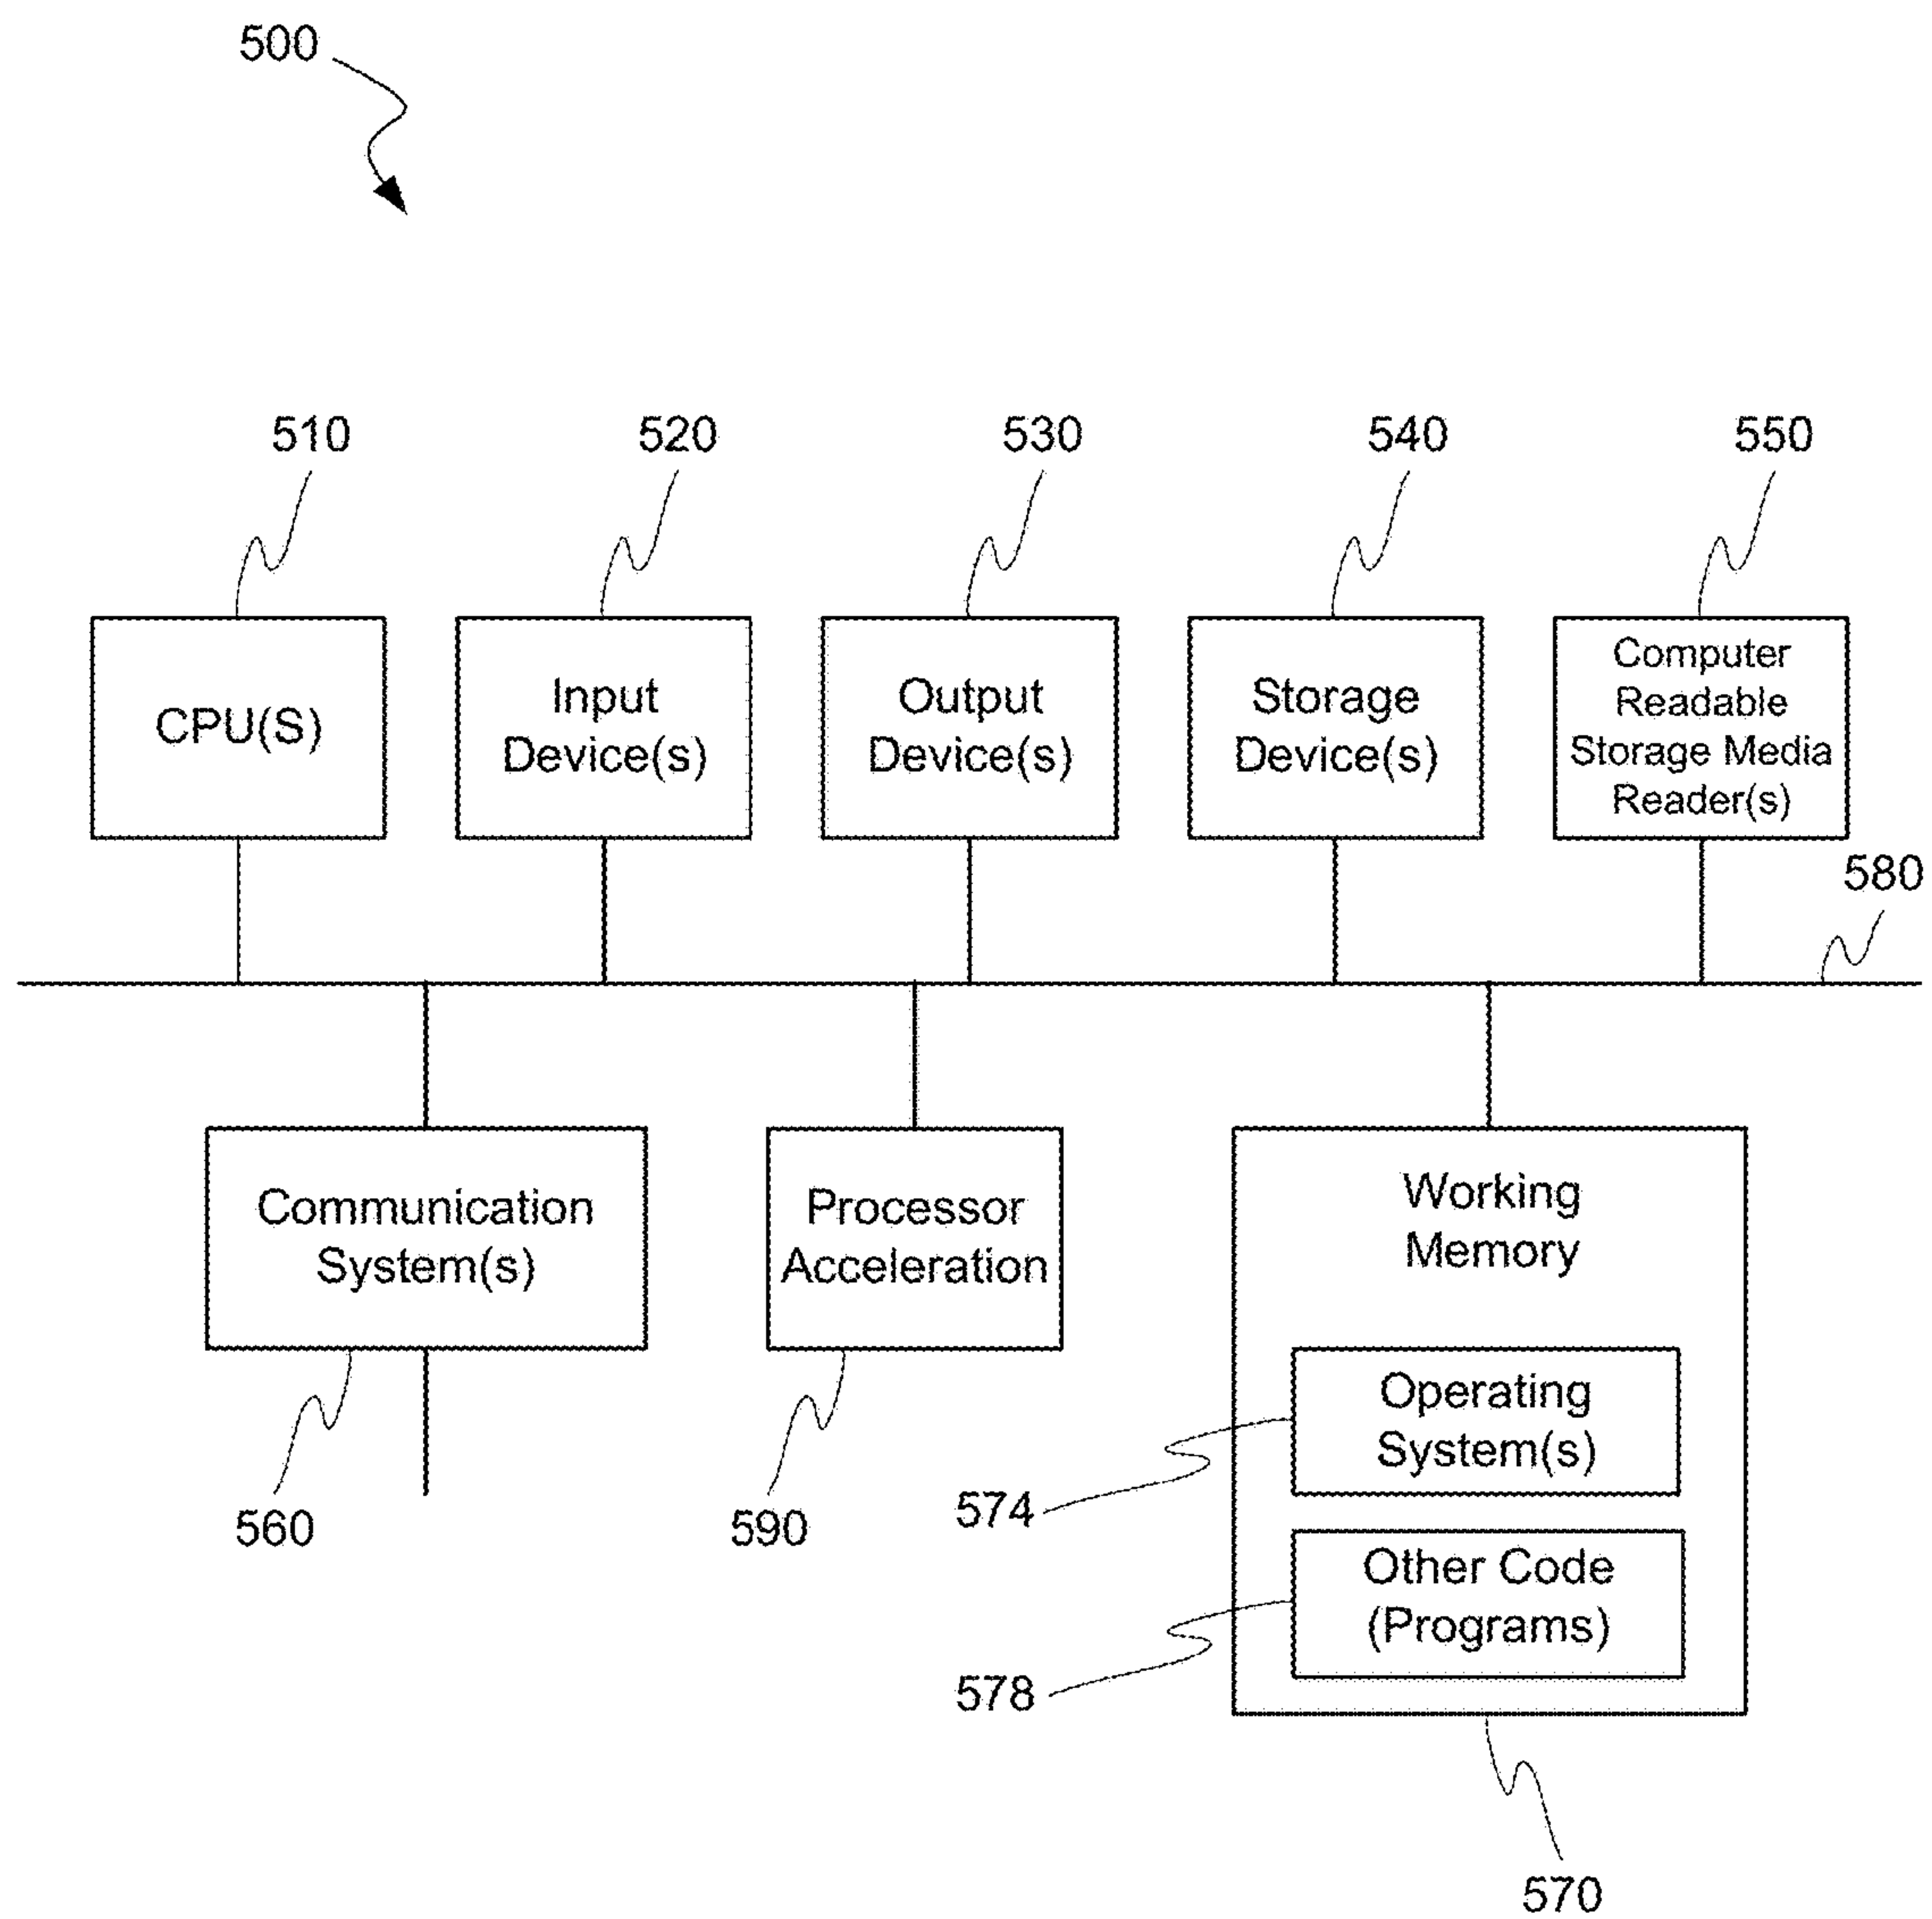 500
510
520
530
540
550
CPU(S)
Input
Device(s)
Output
Device(s)
Storage
Device(s)
Computer
Readable
Storage Media
Reader(s)
580
Communication
System(s)
Processor
Acceleration
Working
Memory
Operating
System(s)
574
560
590
Other Code
(Programs)
578
570